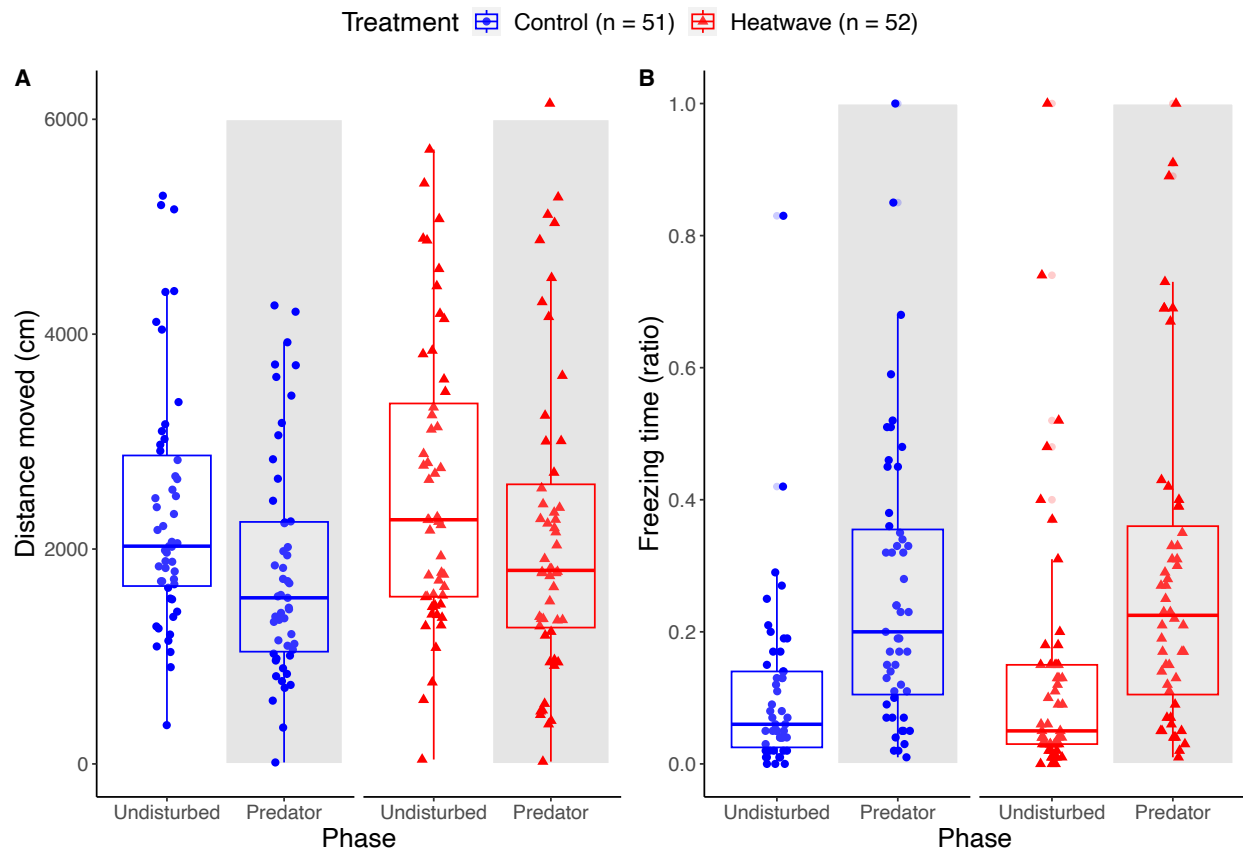 Treatment Control (n = 51) Heatwave (n = 52)
A
B
Distance moved (cm)
6000
4000
2000
0
Undisturbed Predator Undisturbed Predator
Phase
Freezing time (ratio)
1.0
0.8
0.6
0.4
0.2
0.0
Undisturbed Predator Undisturbed Predator
Phase